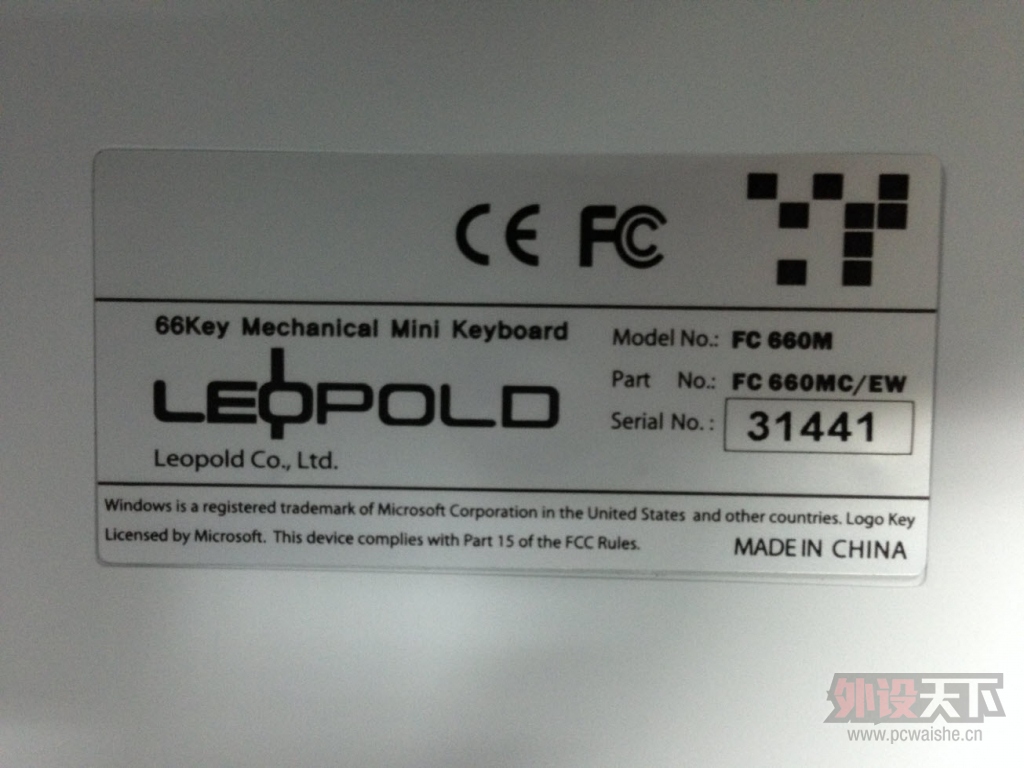 CE FC
66Key Mechanical Mini Keyboard
LEOPOLD
Leopold Co., Ltd.
Model No.: FC 660M
Part No.: FC 660MC/EW
Serial No. : 31441
Windows is a registered trademark of Microsoft Corporation in the United States and other countries. Logo Key
Licensed by Microsoft. This device complies with Part 15 of the FCC Rules.
MADE IN CHINA
外设天下
www.pcwaishe.cn